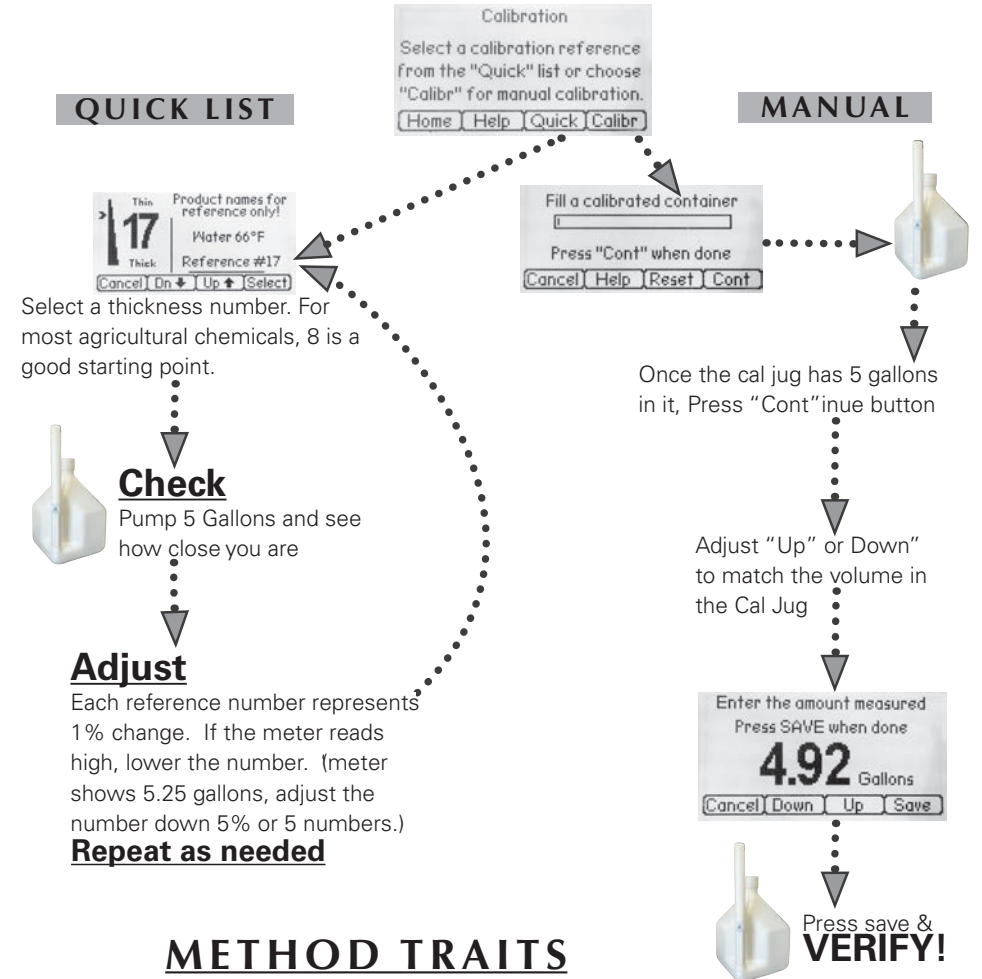 Calibration
Select a calibration reference
from the "Quick" list or choose
"Calibr" for manual calibration.
Home Help Quick Calibr
QUICK LIST
Thin
17
Thick
Product names for
reference only!
Water 66°F
Reference #17
Cancel Dn ↓ Up ↑ Select
Select a thickness number. For
most agricultural chemicals, 8 is a
good starting point.
Check
Pump 5 Gallons and see
how close you are
Adjust
Each reference number represents
1% change. If the meter reads
high, lower the number. (meter
shows 5.25 gallons, adjust the
number down 5% or 5 numbers.)
Repeat as needed
MANUAL
Fill a calibrated container
Press "Cont" when done
Cancel Help Reset Cont
Once the cal jug has 5 gallons
in it, Press “Cont”inue button
Adjust “Up” or Down”
to match the volume in
the Cal Jug
Enter the amount measured
Press SAVE when done
4.92 Gallons
Cancel Down Up Save
Press save &
VERIFY!
METHOD TRAITS